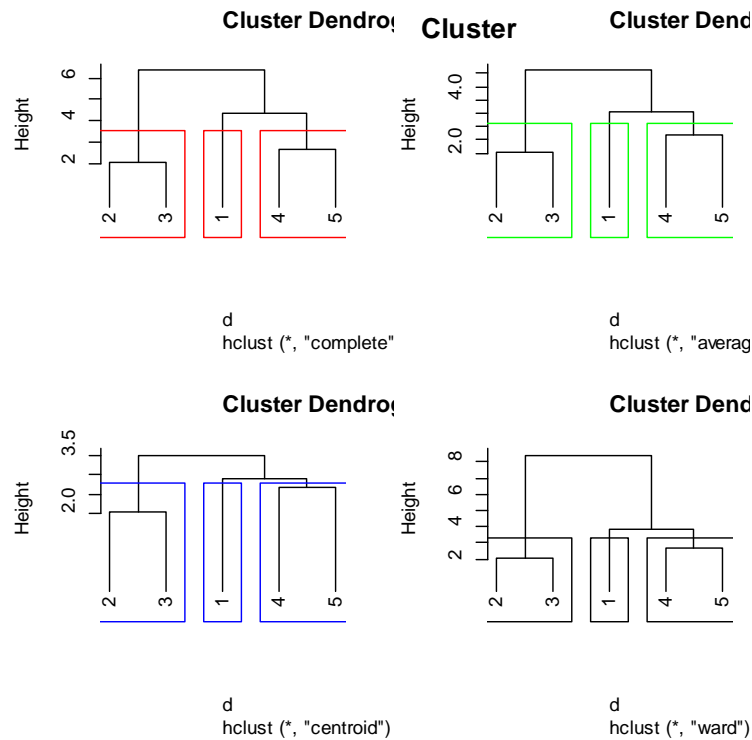 Cluster Dendrog
Height
2
4
6
2
3
1
4
5
d
hclust (*, "complete"
Cluster
Cluster Dend
Height
2.0
4.0
2
3
1
4
5
d
hclust (*, "averag
Cluster Dendrog
Height
2.0
3.5
2
3
1
4
5
d
hclust (*, "centroid")
Cluster Dend
Height
2
4
6
8
2
3
1
4
5
d
hclust (*, "ward")